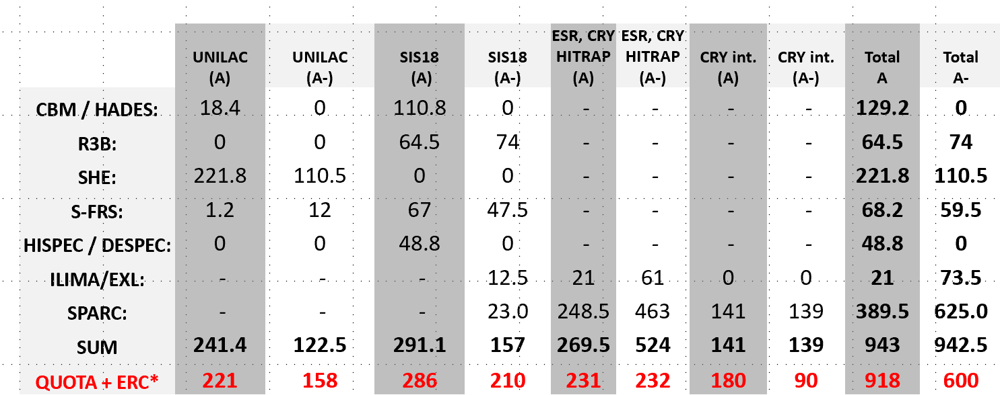 UNILAC (A) UNILAC (A-) SIS18 (A) SIS18 (A-) ESR, CRY HITRAP (A) ESR, CRY HITRAP (A-) CRY int. (A) CRY int. (A-) Total A Total A-
CBM / HADES: 18.4 0 110.8 0 - - - - 129.2 0
R3B: 0 0 64.5 74 - - - - 64.5 74
SHE: 221.8 110.5 0 0 - - - - 221.8 110.5
S-FRS: 1.2 12 67 47.5 - - - - 68.2 59.5
HISPEC / DESPEC: 0 0 48.8 0 - - - - 48.8 0
ILIMA/EXL: - - - 12.5 21 61 0 0 21 73.5
SPARC: - - - 23.0 248.5 463 141 139 389.5 625.0
SUM 241.4 122.5 291.1 157 269.5 524 141 139 943 942.5
QUOTA + ERC* 221 158 286 210 231 232 180 90 918 600